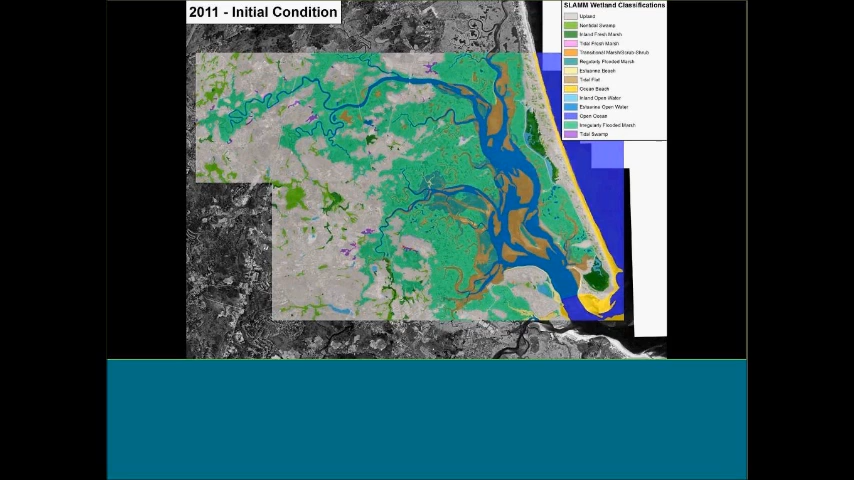 2011 - Initial Condition
SLAMM Wetland Classifications
Upland
Nontidal Swamp
Inland Fresh Marsh
Tidal Fresh Marsh
Transitional Marsh/Scrub-Shrub
Regularly Flooded Marsh
Estuarine Beach
Tidal Flat
Ocean Beach
Inland Open Water
Estuarine Open Water
Open Ocean
Irregularly Flooded Marsh
Tidal Swamp